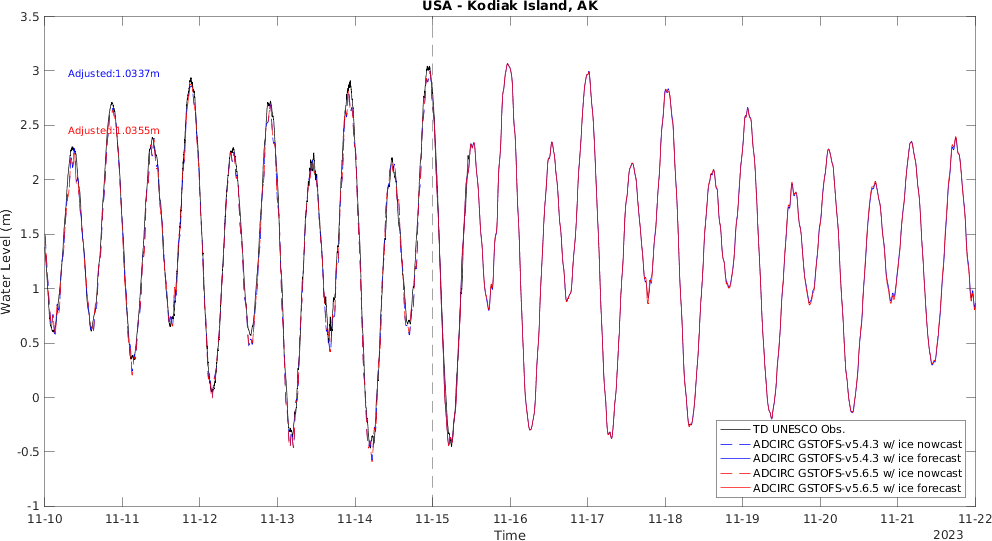 USA - Kodiak Island, AK
3.5
3
2.5
2
1.5
1
0.5
0
-0.5
-1
Water Level (m)
Adjusted:1.0337m
Adjusted:1.0355m
TD UNESCO Obs.
ADCIRC GSTOFS-v5.4.3 w/ ice nowcast
ADCIRC GSTOFS-v5.4.3 w/ ice forecast
ADCIRC GSTOFS-v5.6.5 w/ ice nowcast
ADCIRC GSTOFS-v5.6.5 w/ ice forecast
11-10 11-11 11-12 11-13 11-14 11-15 11-16 11-17 11-18 11-19 11-20 11-21 11-22
Time
2023